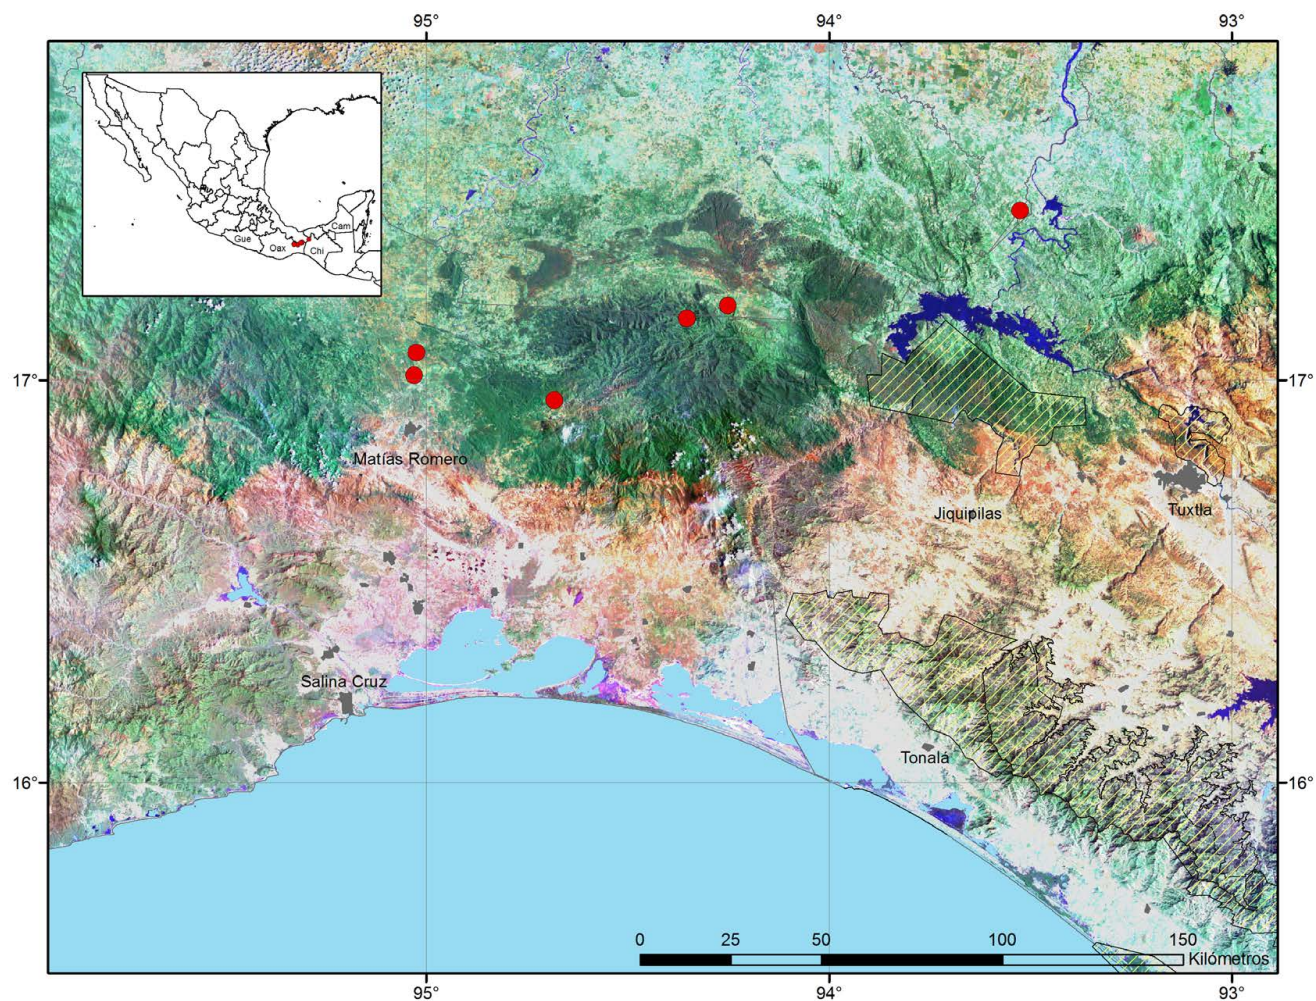 95°
94°
93°
Gue
Oax
Chi
Cam
17°
17°
Matías Romero
Jiquipilas
Tuxtla
Salina Cruz
Tonalá
16°
16°
0
25
50
100
150
Kilómetros
95°
94°
93°